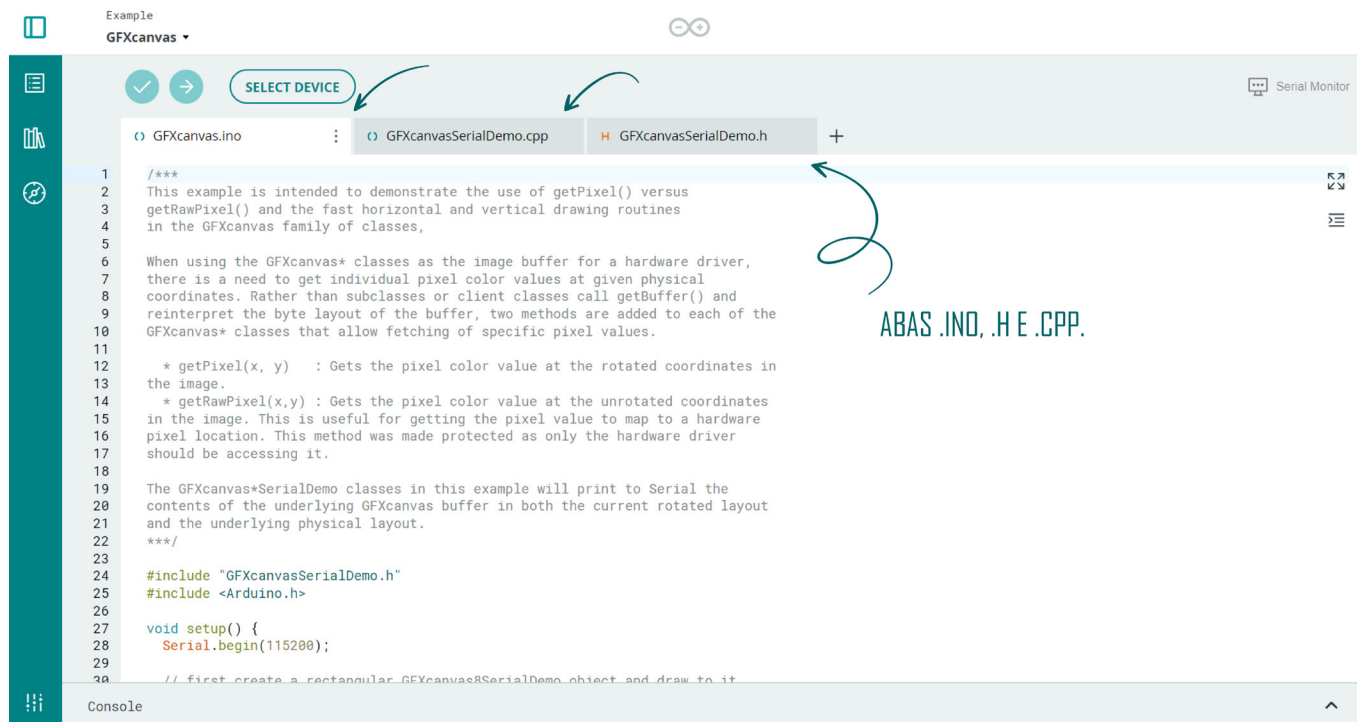 Example
GFXcanvas
SELECT DEVICE
Serial Monitor
GFXcanvas.ino
GFXcanvasSerialDemo.cpp
H GFXcanvasSerialDemo.h
1 /***
2 This example is intended to demonstrate the use of getPixel() versus
3 getRawPixel() and the fast horizontal and vertical drawing routines
4 in the GFXcanvas family of classes,
5
6 When using the GFXcanvas* classes as the image buffer for a hardware driver,
7 there is a need to get individual pixel color values at given physical
8 coordinates. Rather than subclasses or client classes call getBuffer() and
9 reinterpret the byte layout of the buffer, two methods are added to each of the
10 GFXcanvas* classes that allow fetching of specific pixel values.
11
12 * getPixel(x, y) : Gets the pixel color value at the rotated coordinates in
13 the image.
14 * getRawPixel(x,y) : Gets the pixel color value at the unrotated coordinates
15 in the image. This is useful for getting the pixel value to map to a hardware
16 pixel location. This method was made protected as only the hardware driver
17 should be accessing it.
18
19 The GFXcanvas*SerialDemo classes in this example will print to Serial the
20 contents of the underlying GFXcanvas buffer in both the current rotated layout
21 and the underlying physical layout.
22 ***/
23
24 #include "GFXcanvasSerialDemo.h"
25 #include <Arduino.h>
26
27 void setup() {
28 Serial.begin(115200);
29
30 // first create a rectangular GFXcanvas8SerialDemo object and draw to it
ABAS .INO, .H E .CPP.
Console